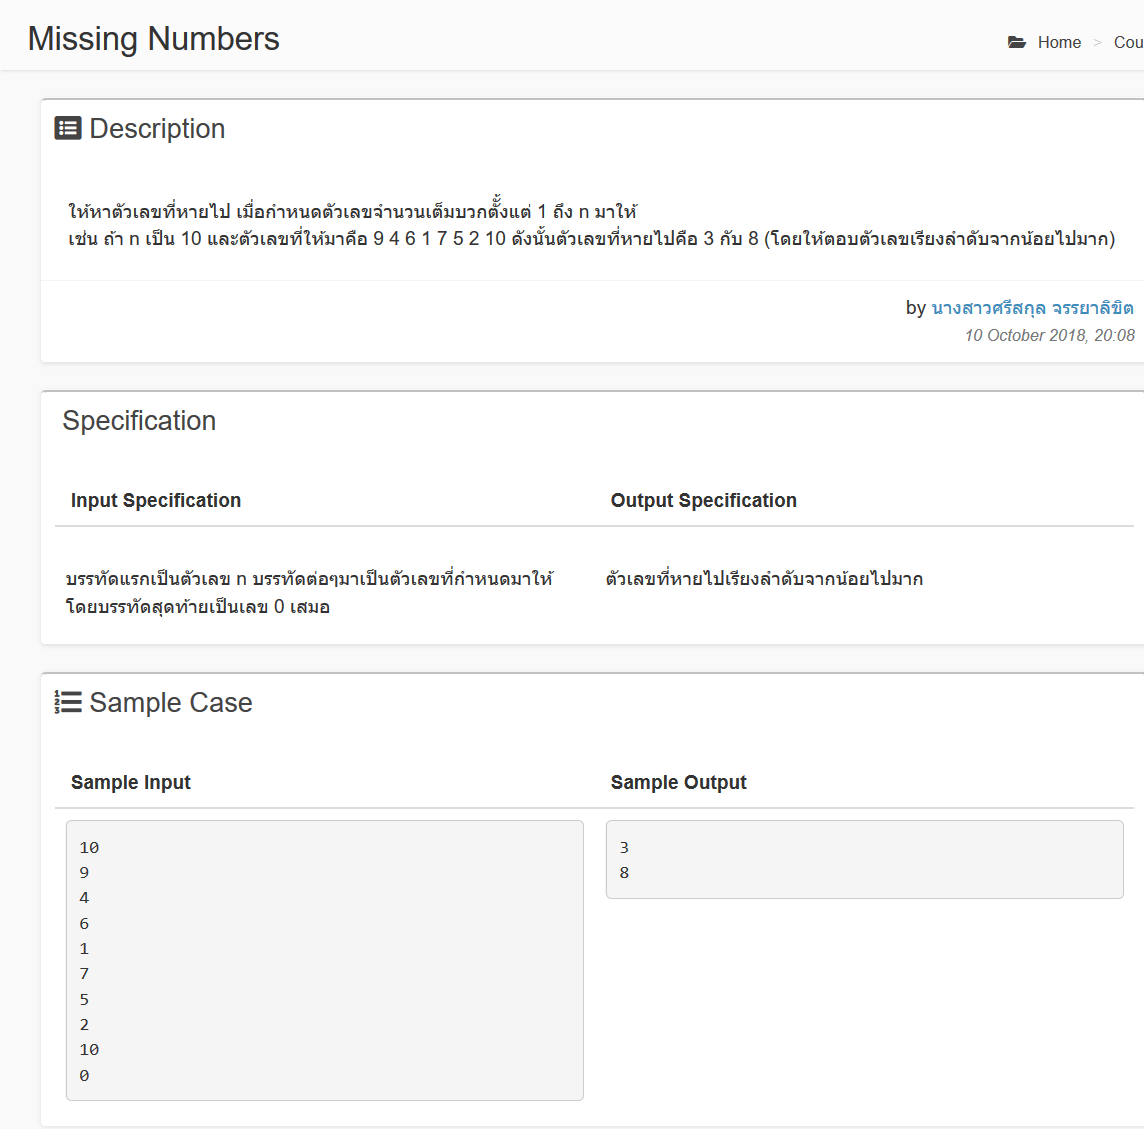 Missing Numbers
Home > Cou
Description
ให้หาตัวเลขที่หายไป เมื่อกำหนดตัวเลขจำนวนเต็มบวกตั้งแต่ 1 ถึง n มาให้
เช่น ถ้า n เป็น 10 และตัวเลขที่ให้มาคือ 9 4 6 1 7 5 2 10 ดังนั้นตัวเลขที่หายไปคือ 3 กับ 8 (โดยให้ตอบตัวเลขเรียงลำดับจากน้อยไปมาก)
by นางสาวศรีสกุล จรรยาลิขิต
10 October 2018, 20:08
Specification
Input Specification
Output Specification
บรรทัดแรกเป็นตัวเลข n บรรทัดต่อๆมาเป็นตัวเลขที่กำหนดมาให้
โดยบรรทัดสุดท้ายเป็นเลข 0 เสมอ
ตัวเลขที่หายไปเรียงลำดับจากน้อยไปมาก
Sample Case
Sample Input
Sample Output
10
9
4
6
1
7
5
2
10
0
3
8